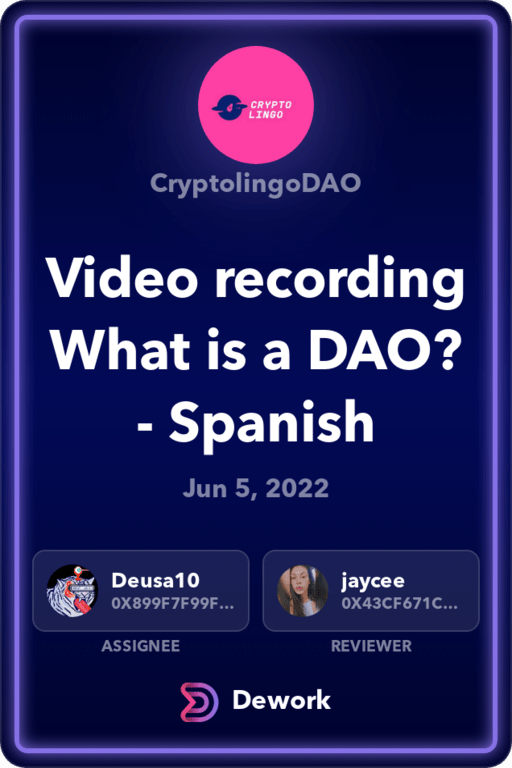 CRYPTO
LINGO
CryptolingoDAO
Video recording
What is a DAO?
- Spanish
Jun 5, 2022
Deusa10
0X899F7F99F...
ASSIGNEE
jaycee
0X43CF671C...
REVIEWER
Dework